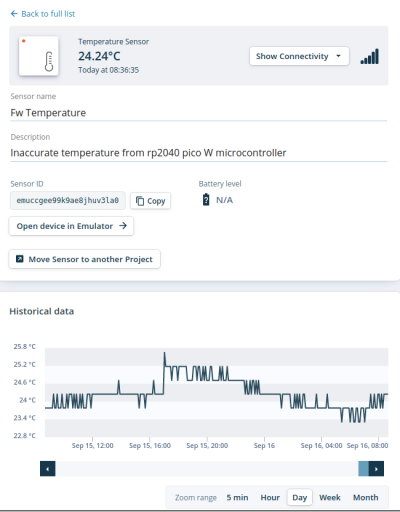 Back to full list
Temperature Sensor
24.24°C
Today at 08:36:35
Show Connectivity
Sensor name
Fw Temperature
Description
Inaccurate temperature from rp2040 pico W microcontroller
Sensor ID
Battery level
emuccgee99k9ae8jhuv3la0
Copy
N/A
Open device in Emulator
Move Sensor to another Project
Historical data
25.8 °C
25.2 °C
24.6 °C
24 °C
23.4 °C
22.8 °C
Sep 15, 12:00
Sep 15, 16:00
Sep 15, 20:00
Sep 16
Sep 16, 04:00
Sep 16, 08:00
Zoom range
5 min
Hour
Day
Week
Month